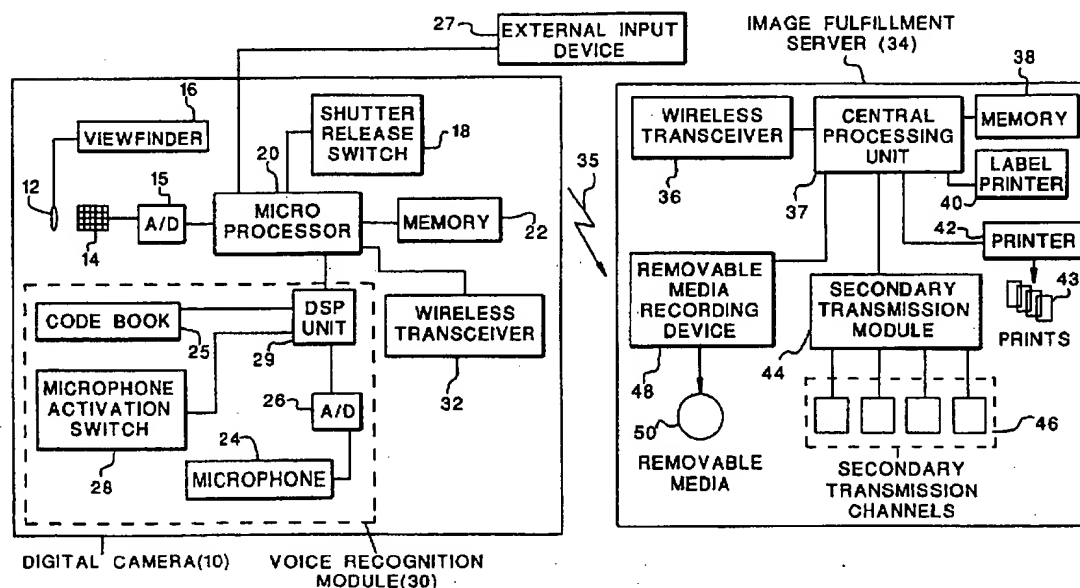 27
EXTERNAL INPUT
DEVICE
IMAGE FULFILLMENT
SERVER (34)
16
VIEWFINDER
12
14
15
A/D
SHUTTER
RELEASE
SWITCH
18
20
MICRO
PROCESSOR
MEMORY
22
CODE BOOK
25
DSP
UNIT
29
WIRELESS
TRANSCEIVER
32
MICROPHONE
ACTIVATION
SWITCH
28
26
A/D
24
MICROPHONE
DIGITAL CAMERA(10)
VOICE RECOGNITION
MODULE(30)
35
WIRELESS
TRANSCEIVER
36
CENTRAL
PROCESSING
UNIT
37
38
MEMORY
LABEL
PRINTER
40
42
PRINTER
43
PRINTS
REMOVABLE
MEDIA
RECORDING
DEVICE
48
50
REMOVABLE
MEDIA
SECONDARY
TRANSMISSION
MODULE
44
46
SECONDARY
TRANSMISSION
CHANNELS